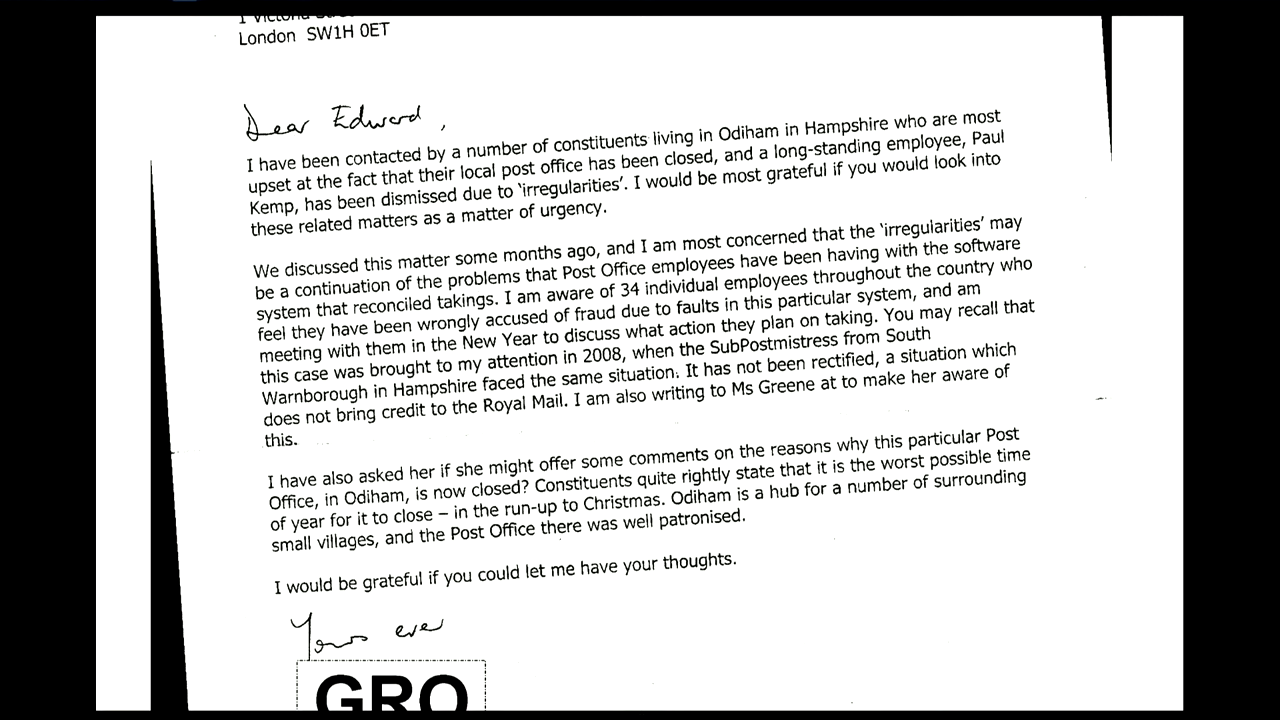 London SW1H 0ET
Dear Edward,
I have been contacted by a number of constituents living in Odiham in Hampshire who are most
upset at the fact that their local post office has been closed, and a long-standing employee, Paul
Kemp, has been dismissed due to ‘irregularities’. I would be most grateful if you would look into
these related matters as a matter of urgency.
We discussed this matter some months ago, and I am most concerned that the ‘irregularities’ may
be a continuation of the problems that Post Office employees have been having with the software
system that reconciled takings. I am aware of 34 individual employees throughout the country who
feel they have been wrongly accused of fraud due to faults in this particular system, and am
meeting with them in the New Year to discuss what action they plan on taking. You may recall that
this case was brought to my attention in 2008, when the SubPostmistress from South
Warnborough in Hampshire faced the same situation. It has not been rectified, a situation which
does not bring credit to the Royal Mail. I am also writing to Ms Greene at to make her aware of
this.
I have also asked her if she might offer some comments on the reasons why this particular Post
Office, in Odiham, is now closed? Constituents quite rightly state that it is the worst possible time
of year for it to close – in the run-up to Christmas. Odiham is a hub for a number of surrounding
small villages, and the Post Office there was well patronised.
I would be grateful if you could let me have your thoughts.
Yours ever
GRO